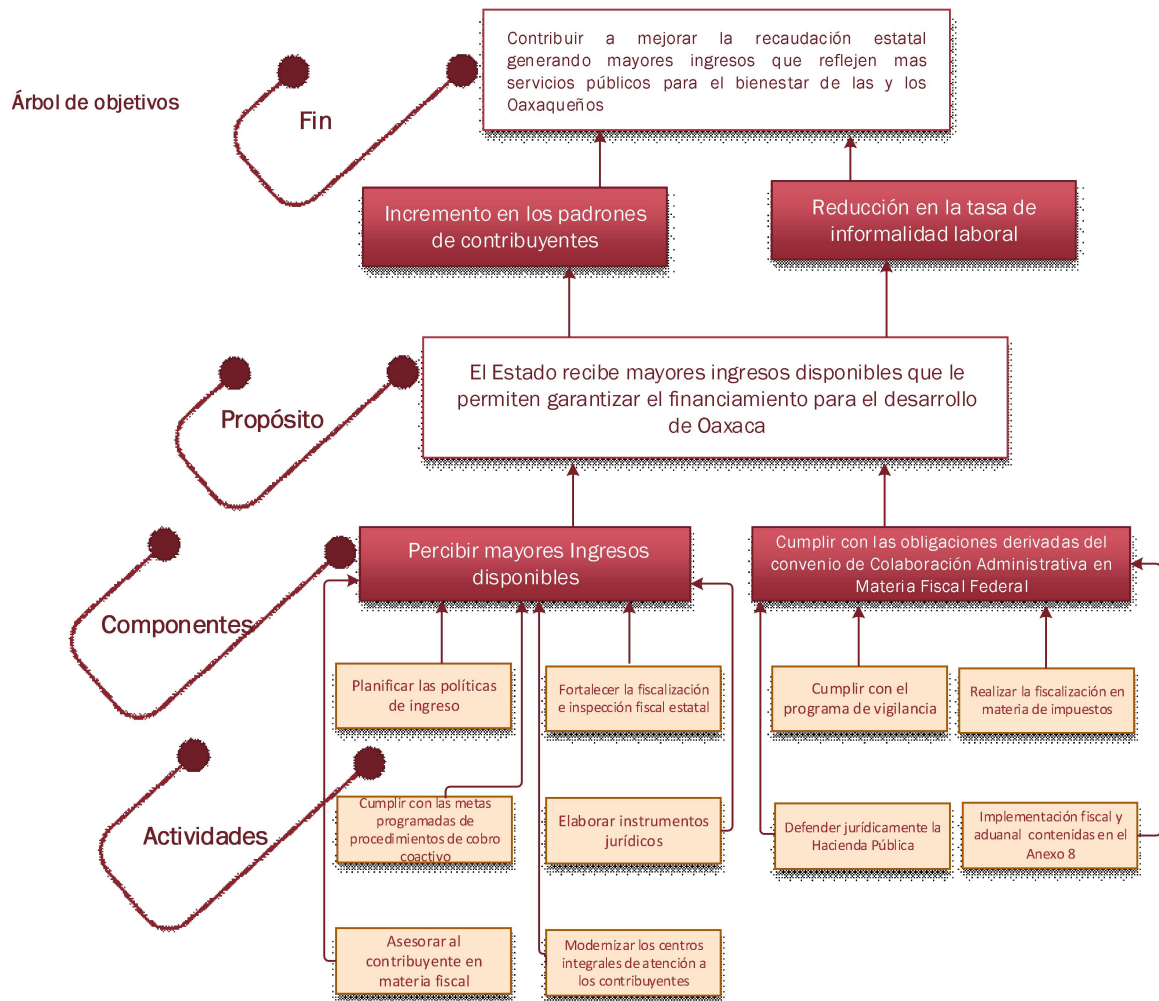 Árbol de objetivos
Fin
Contribuir a mejorar la recaudación estatal
generando mayores ingresos que reflejen mas
servicios públicos para el bienestar de las y los
Oaxaqueños
Incremento en los padrones
de contribuyentes
Reducción en la tasa de
informalidad laboral
Propósito
El Estado recibe mayores ingresos disponibles que le
permiten garantizar el financiamiento para el desarrollo
de Oaxaca
Componentes
Percibir mayores Ingresos
disponibles
Cumplir con las obligaciones derivadas del
convenio de Colaboración Administrativa en
Materia Fiscal Federal
Planificar las políticas
de ingreso
Fortalecer la fiscalización
e inspección fiscal estatal
Cumplir con el
programa de vigilancia
Realizar la fiscalización en
materia de impuestos
Actividades
Cumplir con las metas
programadas de
procedimientos de cobro
coactivo
Elaborar instrumentos
jurídicos
Defender jurídicamente la
Hacienda Pública
Implementación fiscal y
aduanal contenidas en el
Anexo 8
Asesorar al
contribuyente en
materia fiscal
Modernizar los centros
integrales de atención a
los contribuyentes